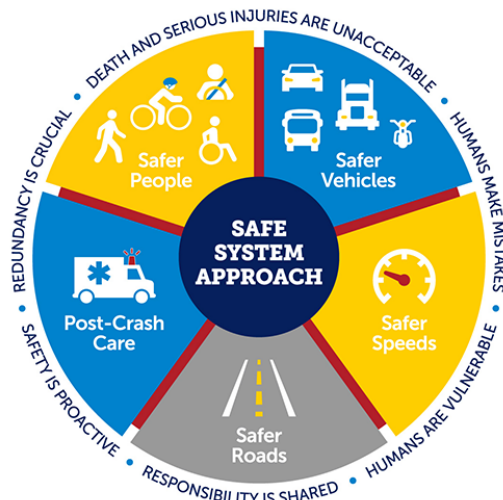 DEATH AND SERIOUS INJURIES ARE UNACCEPTABLE
HUMANS MAKE MISTAKES
HUMANS ARE VULNERABLE
RESPONSIBILITY IS SHARED
SAFETY IS PROACTIVE
REDUNDANCY IS CRUCIAL
Safer
People
Safer
Vehicles
SAFE
SYSTEM
APPROACH
Post-Crash
Care
Safer
Speeds
Safer
Roads